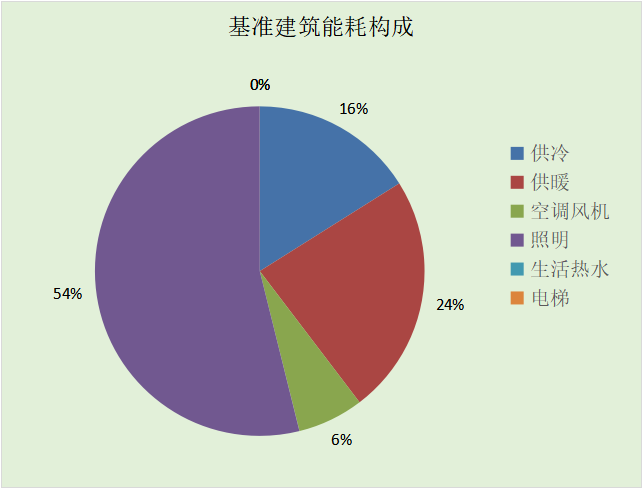 基准建筑能耗构成
0%
16%
24%
6%
54%
供冷
供暖
空调风机
照明
生活热水
电梯